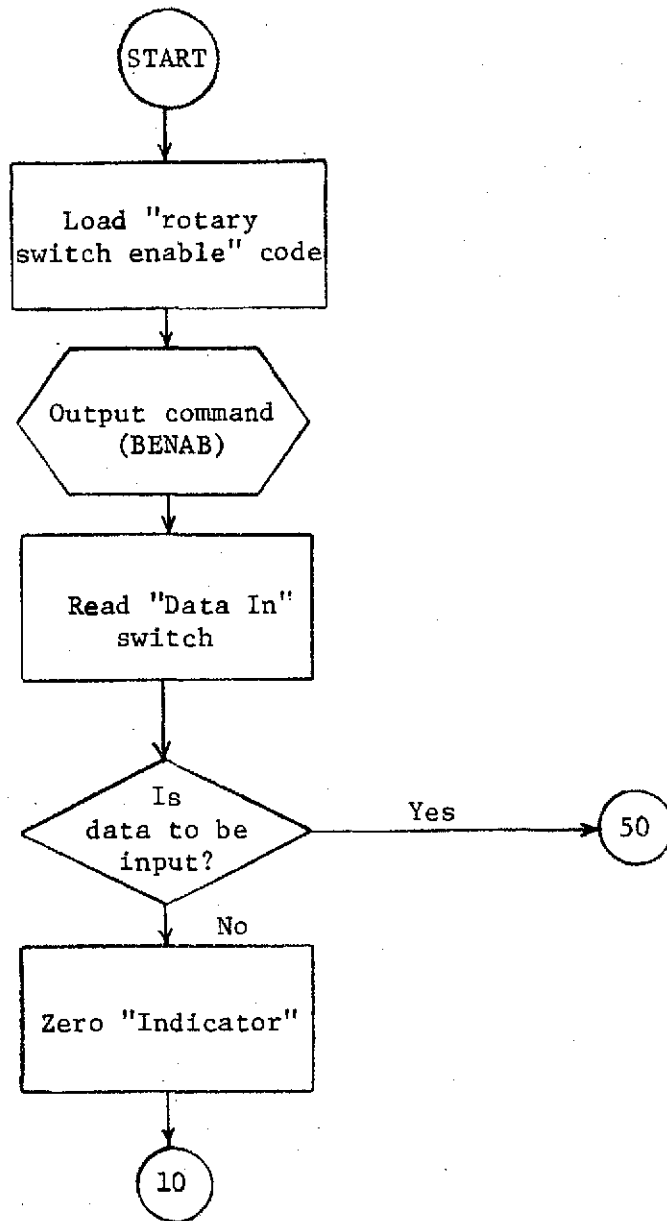 START
Load "rotary
switch enable" code
Output command
(BENAB)
Read "Data In"
switch
Is
data to be
input?
Yes
50
No
Zero "Indicator"
10